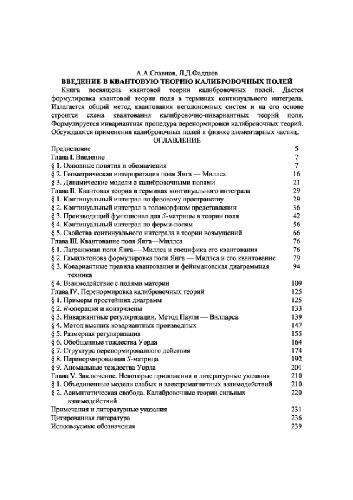 А.А.Славнов, Л.Д.Фаддеев
ВВЕДЕНИЕ В КВАНТОВУЮ ТЕОРИЮ КАЛИБРОВОЧНЫХ ПОЛЕЙ
Книга посвящена квантовой теории калибровочных полей. Дается
формулировка квантовой теории поля в терминах континуального интеграла.
Излагается общий метод квантования неголономных систем и на его основе
строится схема квантования калибровочно-инвариантных теорий поля.
Формулируется инвариантная процедура перенормировки калибровочных теорий.
Обсуждаются применения калибровочных полей в физике элементарных частиц.
ОГЛАВЛЕНИЕ
Предисловие 5
Глава I. Введение 7
§ 1. Основные понятия и обозначения 7
§ 2. Геометрическая интерпретация поля Янга — Миллса 16
§ 3. Динамические модели с калибровочными полями 21
Глава II. Квантовая теория в терминах континуального интеграла 29
§ 1. Континуальный интеграл по фазовому пространству 29
§ 2. Континуальный интеграл в голоморфном представлении 36
§ 3. Производящий функционал для S-матрицы в теории поля 42
§ 4. Континуальный интеграл по ферми-полям 56
§ 5. Свойства континуального интеграла в теории возмущений 66
Глава III. Квантование поля Янга—Миллса 76
§ 1. Лагранжиан поля Янга— Миллса и специфика его квантования 76
§ 2. Гамильтонова формулировка поля Янга — Миллса и его квантование 79
§ 3. Ковариантные правила квантования и фейнмановская диаграммная 94
техника
§ 4. Взаимодействие с полями материи 109
Глава IV. Перенормировка калибровочных теорий 125
§ 1. Примеры простейших диаграмм 125
§ 2. R-операция и контрчлены 133
§ 3. Инвариантные регуляризации. Метод Паули — Вилларса 139
§ 4. Метод высших ковариантных производных 147
§ 5. Размерная регуляризация 155
§ 6. Обобщенные тождества Уорда 164
§ 7. Структура перенормированного действия 174
§ 8. Перенормированная S-матрица 192
§ 9. Аномальные тождества Уорда 201
Глава V. Заключение. Некоторые приложения и литературные указания 210
§ 1. Объединенные модели слабых и электромагнитных взаимодействий 210
§ 2. Асимптотическая свобода. Калибровочные теории сильных 220
взаимодействий
Примечания и литературные указания 231
Цитированная литература 236
Используемые обозначения 239